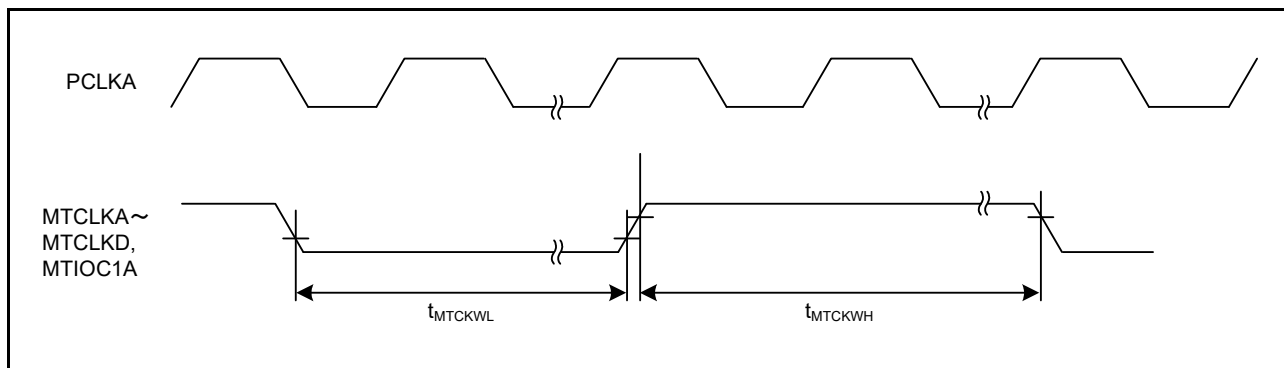 PCLKA
MTCLKA～
MTCLKD,
MTIOC1A
tMTCKWL
tMTCKWH